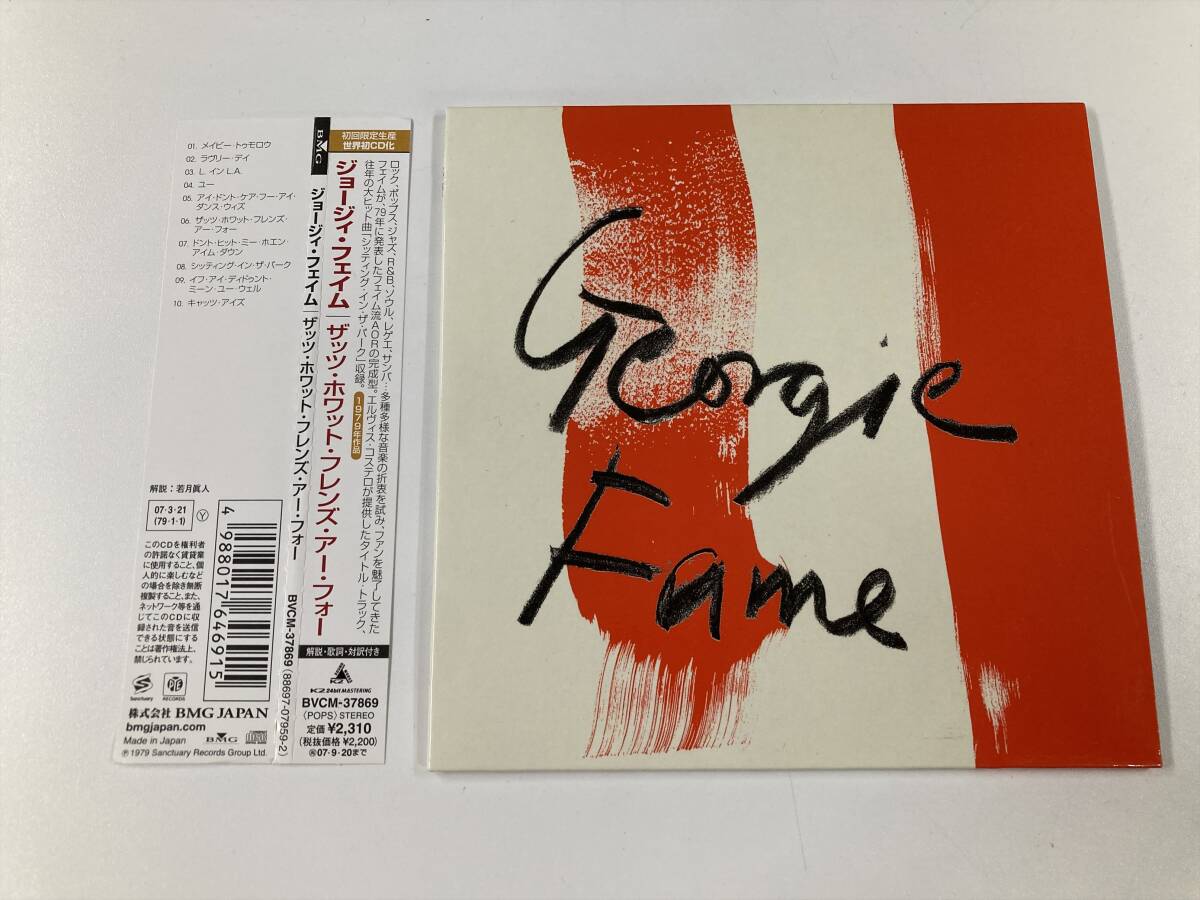 01. メイビー・トゥモロウ
02. ラヴリー・デイ
03. L. イン L.A.
04. ユー
05. アイ・ドント・ケア・フー・アイ・
ダンス・ウィズ
06. ザッツ・ホワット・フレンズ・
アー・フォー
07. ドント・ヒット・ミー・ホエン・
アイム・ダウン
08. シッティング・イン・ザ・パーク
09. イフ・アイ・ディドゥント・
ミーン・ユー・ウェル
10. キャッツ・アイズ
解説：若月眞人
07・3・21
(79・1・1)
Y
このCDを権利者
の許諾なく賃貸業
に使用すること、個
人的に楽しむなど
の場合を除き無断
複製すること、また、
ネットワーク等を通
じてこのCDに収
録された音を送信
できる状態にする
ことは著作権法上、
禁じられています。
4 988017 646915
Sanctuary
PYE
RECORDS
株式会社 BMG JAPAN
bmgjapan.com
BMG
Made in Japan
Ⓟ 1979 Sanctuary Records Group Ltd.
BMG
ジョージィ・フェイム｜ザッツ・ホワット・フレンズ・アー・フォー
BVCM-37869 (88697-07959-2)
初回限定生産
世界初CD化
ジョージィ・フェイム｜ザッツ・ホワット・フレンズ・アー・フォー
ロック、ポップス、ジャズ、R&B、ソウル、レゲエ、サンバ…多種多様な音楽の折衷を試み、ファンを魅了してきた
フェイムが、79年に発表したフェイム流AORの完成型。エルヴィス・コステロが提供したタイトル トラック、
往年の大ヒット曲「シッティング・イン・ザ・パーク」収録。
1979年作品
解説・歌詞・対訳付き
K2 24bit MASTERING
BVCM-37869
(POPS) STEREO
定価¥2,310
(税抜価格 ¥2,200)
07・9・20まで
Georgie
Fame